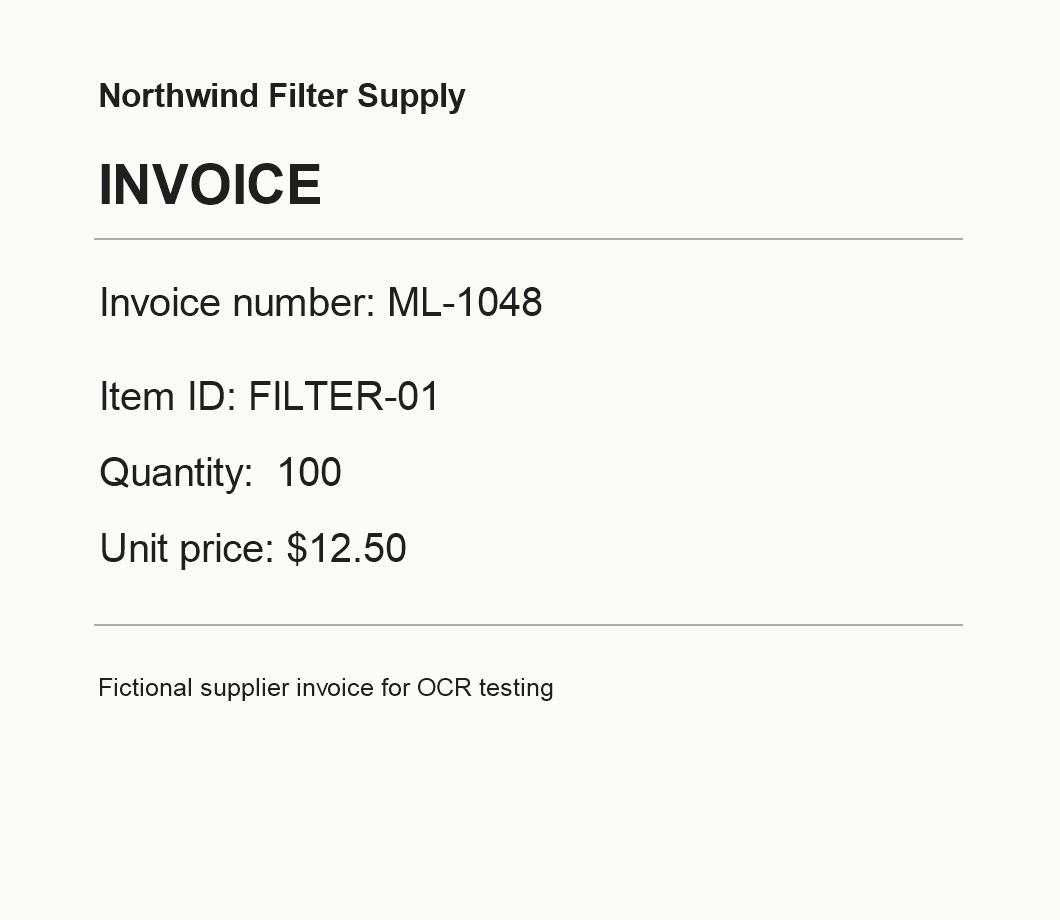 Northwind Filter Supply
INVOICE
Invoice number: ML-1048
Item ID: FILTER-01
Quantity:  100
Unit price: $12.50
Fictional supplier invoice for OCR testing